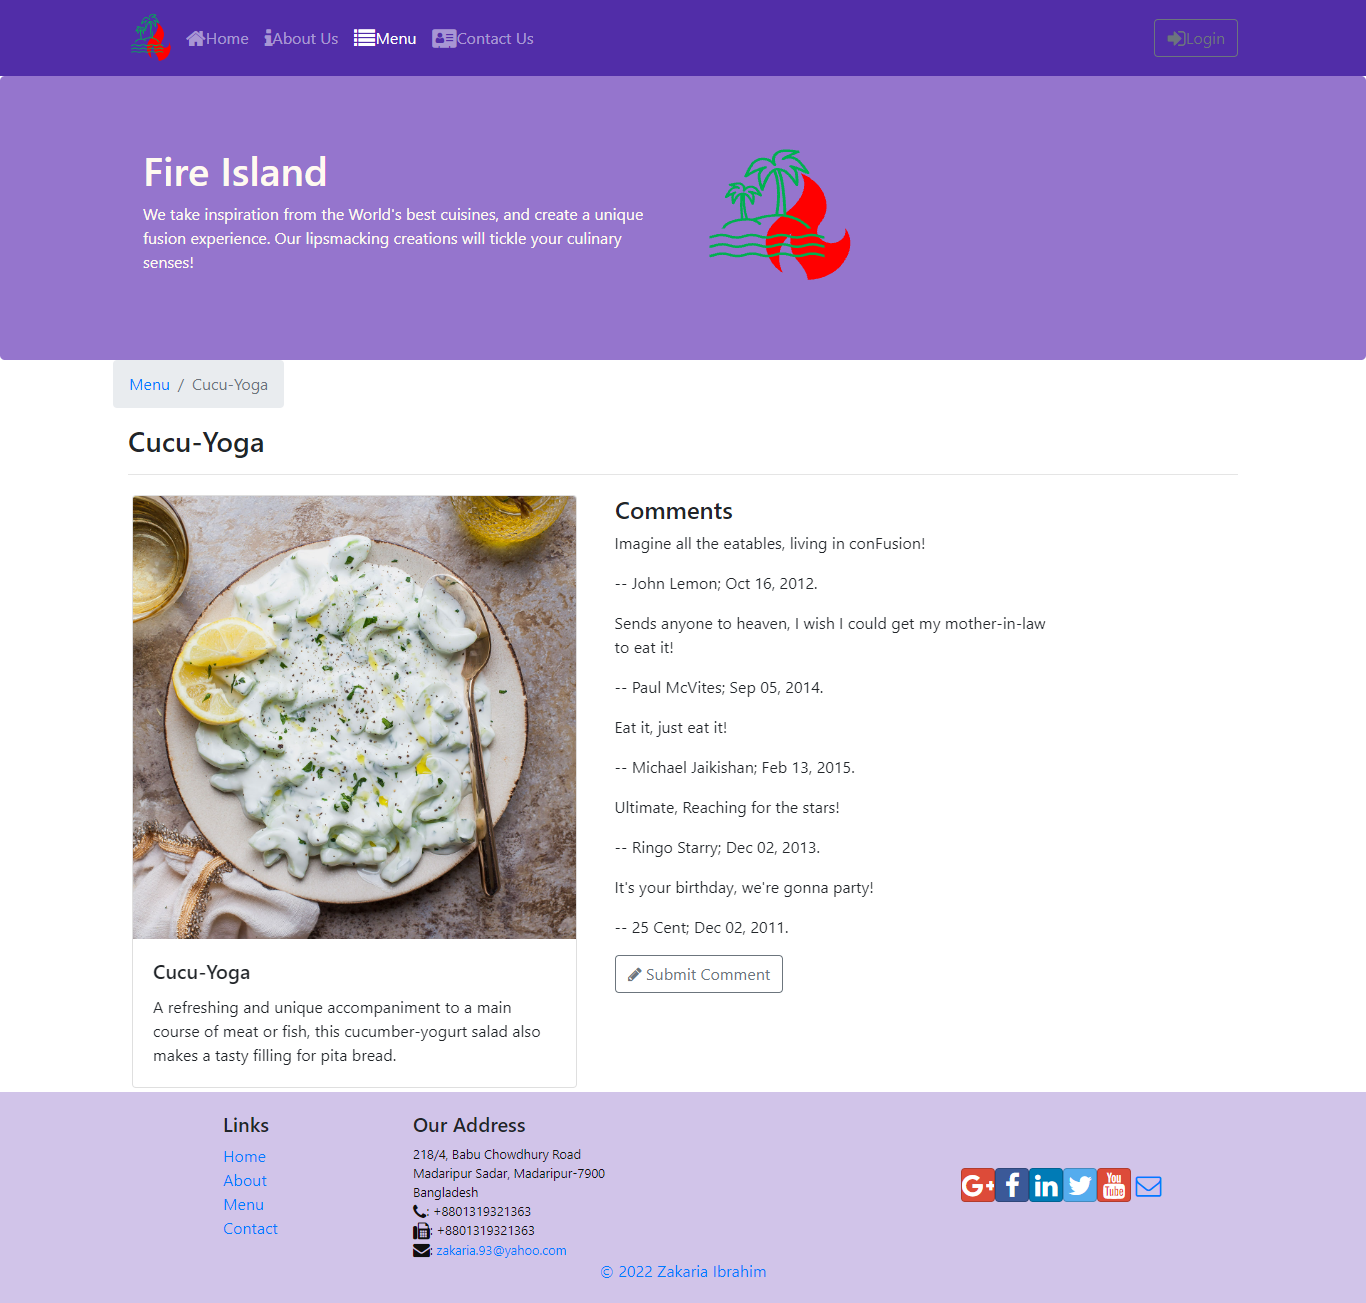 Home About Us Menu Contact Us Login
Fire Island
We take inspiration from the World's best cuisines, and create a unique
fusion experience. Our lipsmacking creations will tickle your culinary
senses!
Menu / Cucu-Yoga
Cucu-Yoga
Comments
Imagine all the eatables, living in conFusion!
-- John Lemon; Oct 16, 2012.
Sends anyone to heaven, I wish I could get my mother-in-law
to eat it!
-- Paul McVites; Sep 05, 2014.
Eat it, just eat it!
-- Michael Jaikishan; Feb 13, 2015.
Ultimate, Reaching for the stars!
-- Ringo Starry; Dec 02, 2013.
It's your birthday, we're gonna party!
-- 25 Cent; Dec 02, 2011.
Submit Comment
Cucu-Yoga
A refreshing and unique accompaniment to a main
course of meat or fish, this cucumber-yogurt salad also
makes a tasty filling for pita bread.
Links
Home
About
Menu
Contact
Our Address
218/4, Babu Chowdhury Road
Madaripur Sadar, Madaripur-7900
Bangladesh
: +8801319321363
: +8801319321363
: zakaria.93@yahoo.com
G+ f in You Tube
© 2022 Zakaria Ibrahim